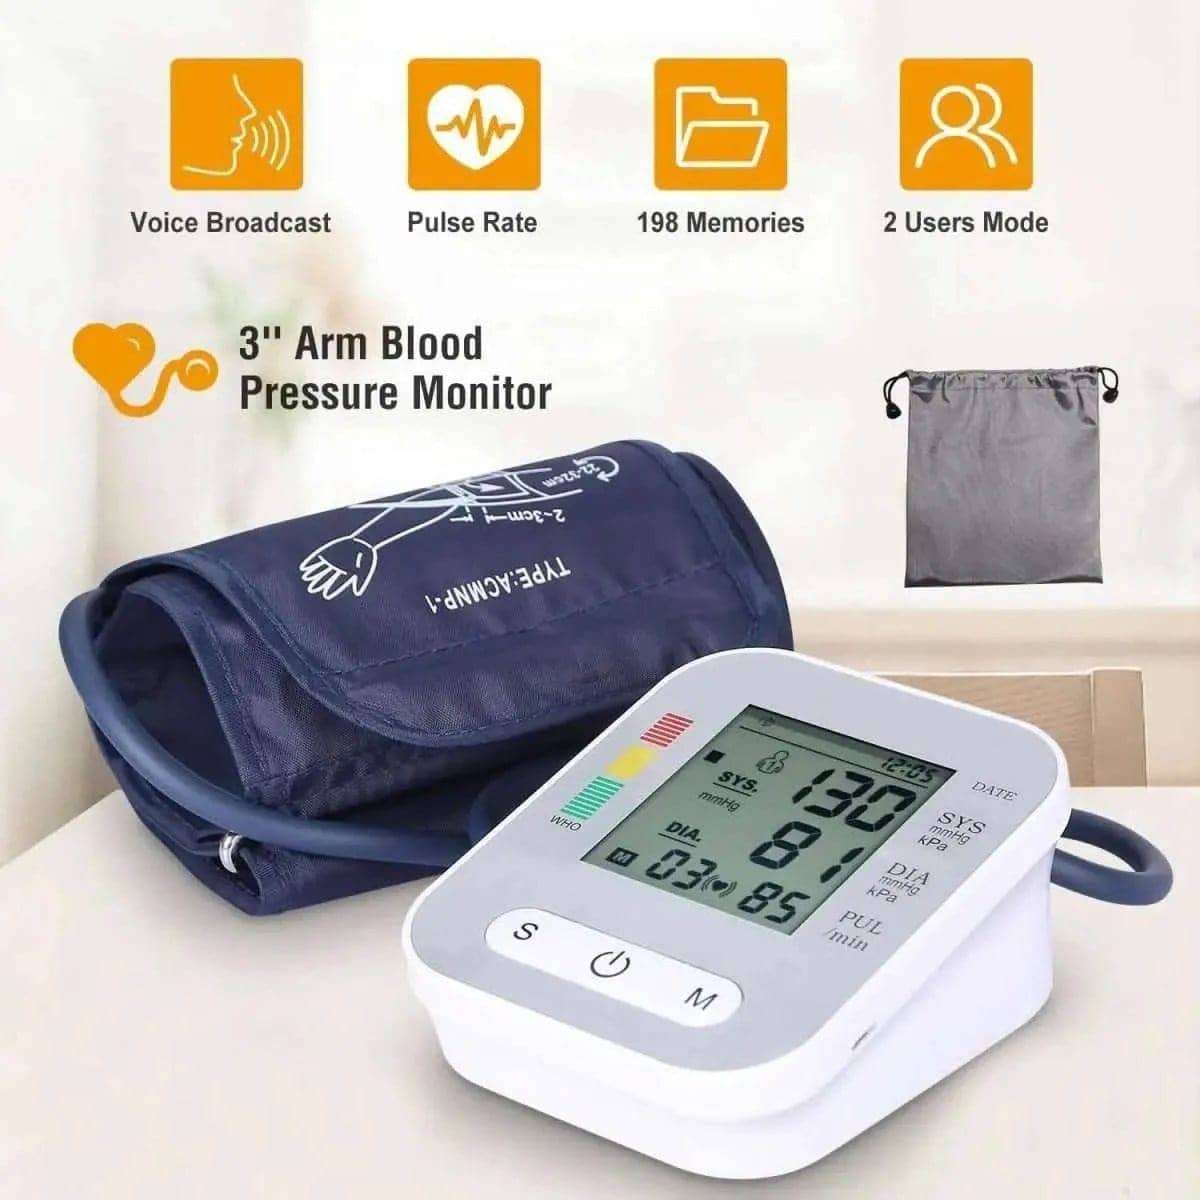 Voice Broadcast
Pulse Rate
198 Memories
2 Users Mode
3'' Arm Blood
Pressure Monitor
22-32cm
2~3cm
TYPE:ACMNP-1
WHO
12:05
SYS.
mmHg
130
DIA.
81
M 03 85
DATE
SYS
mmHg
kPa
DIA
mmHg
kPa
PUL
/min
S
M